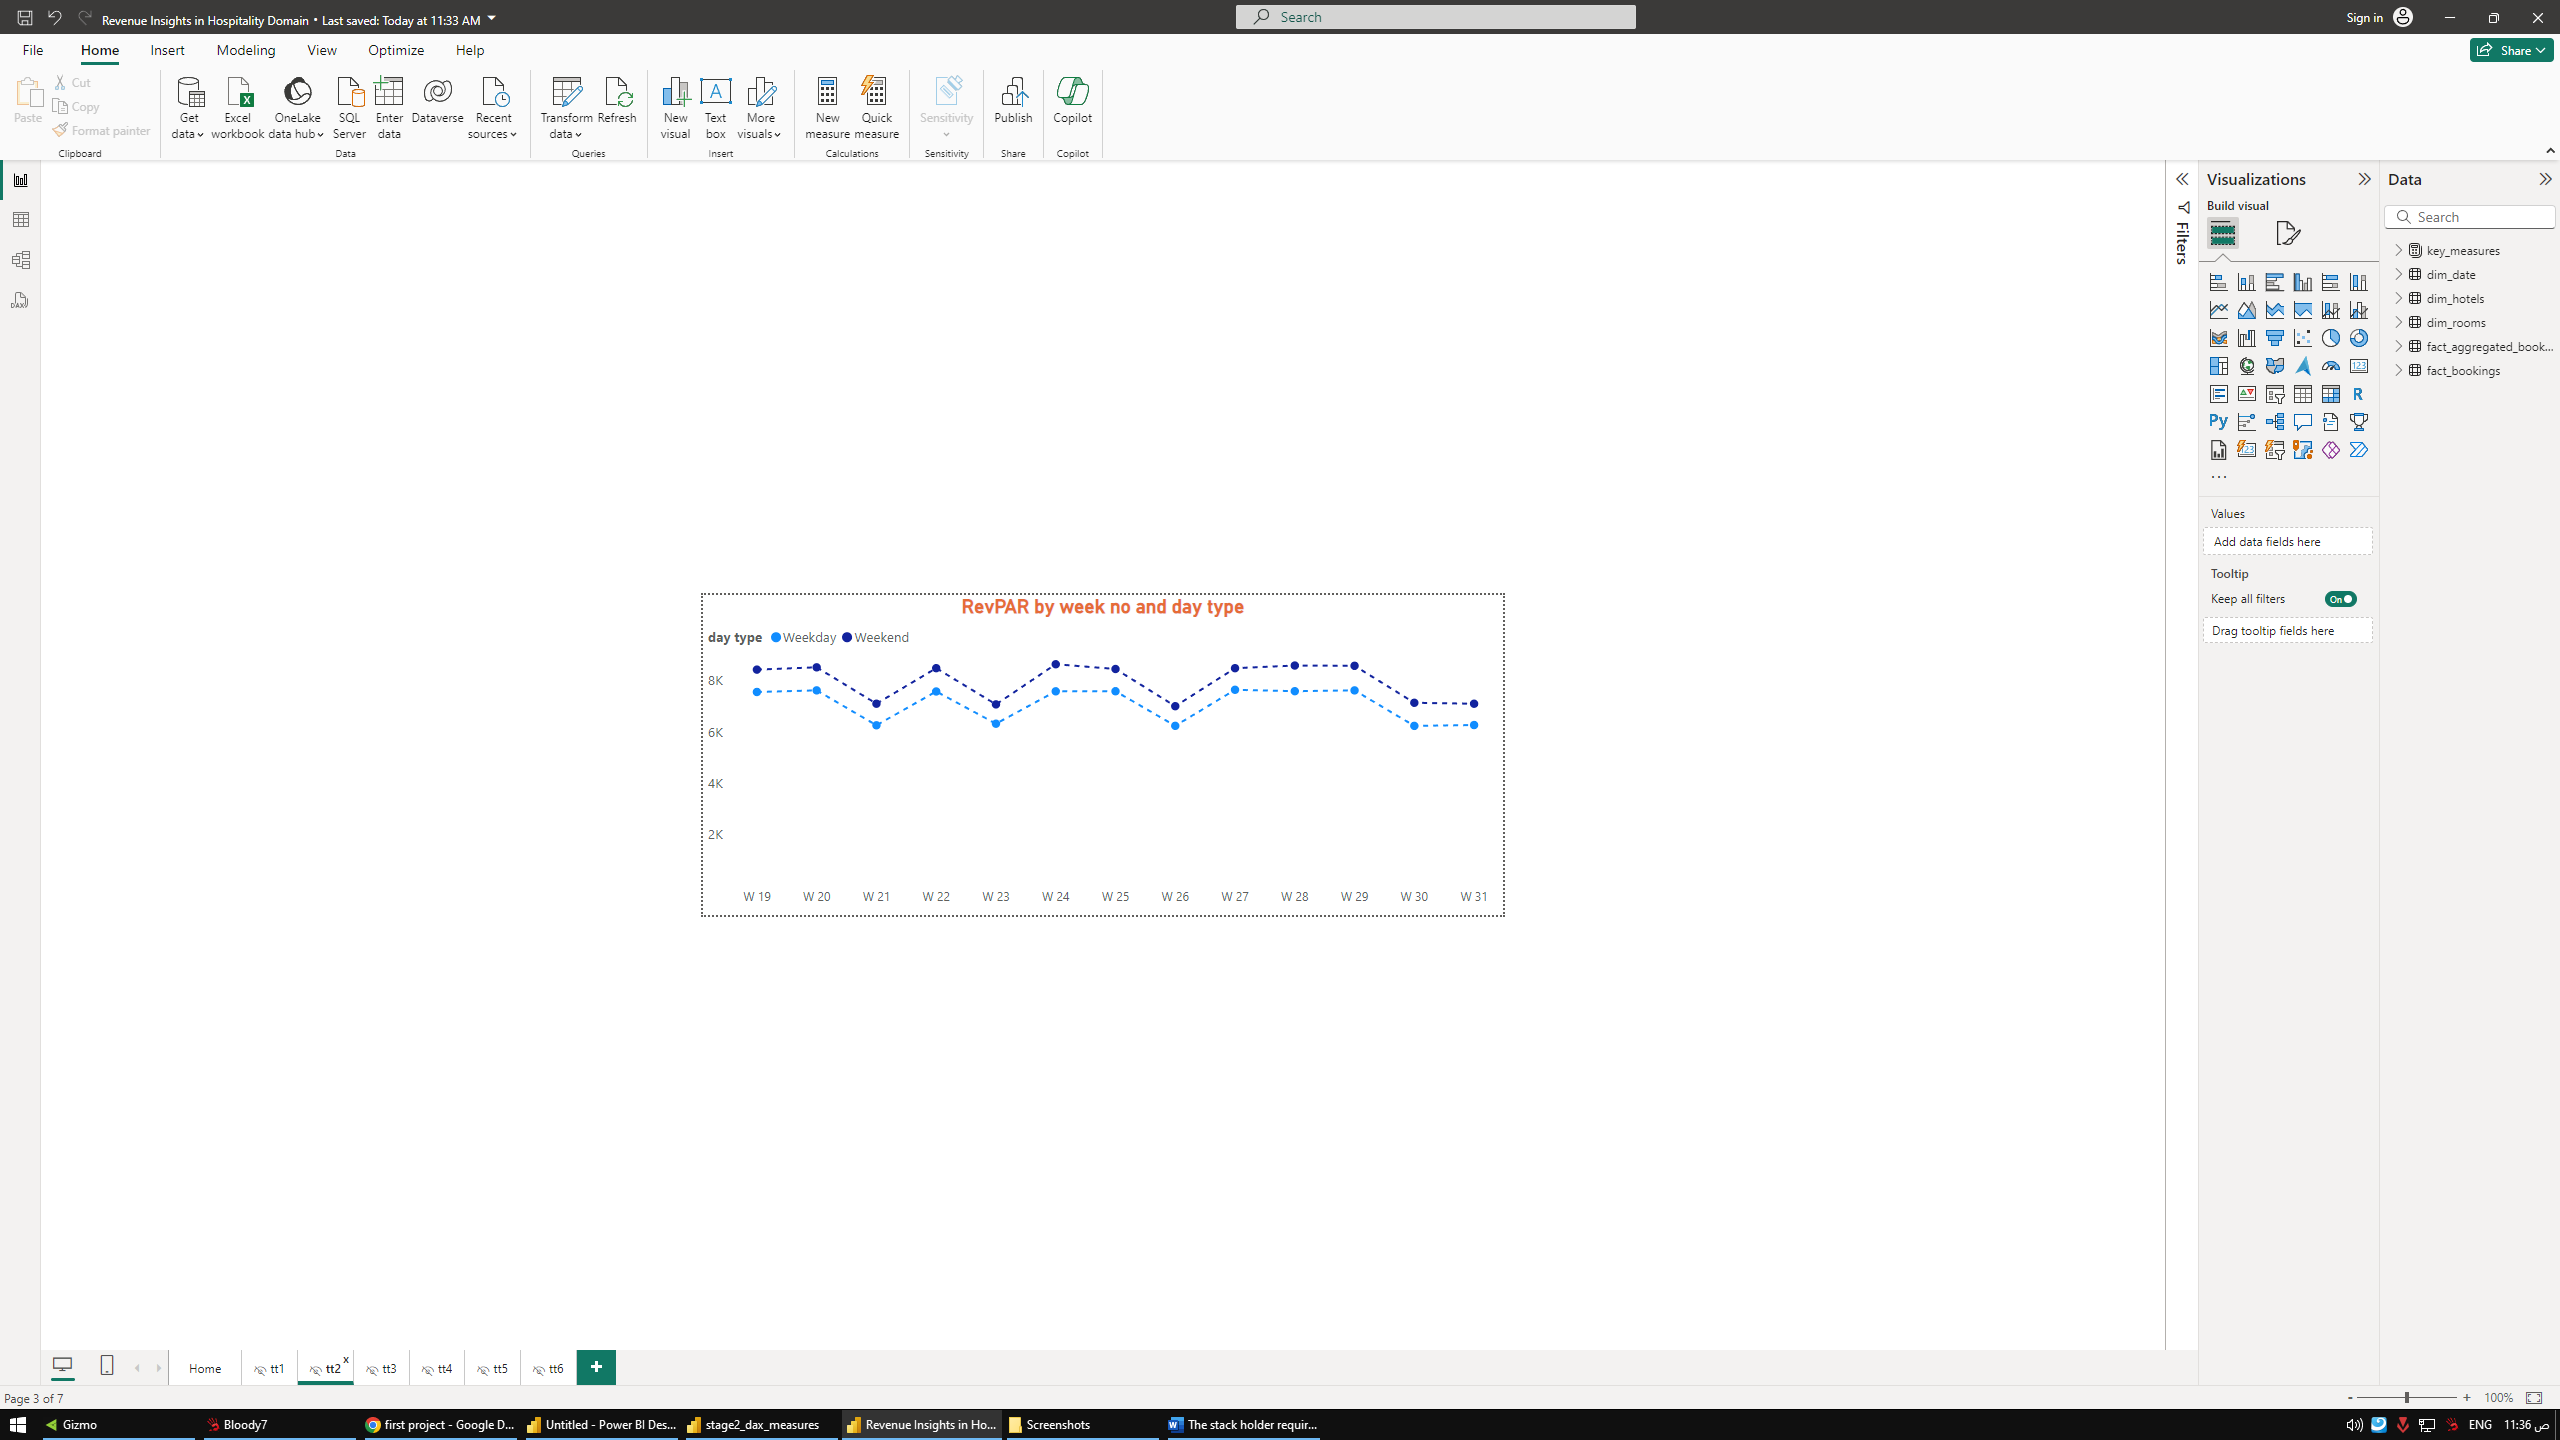 Revenue Insights in Hospitality Domain • Last saved: Today at 11:33 AM
Search
Sign in
File Home Insert Modeling View Optimize Help
Share
Paste
Cut
Copy
Format painter
Clipboard
Get data
Excel workbook
OneLake data hub
SQL Server
Enter data
Dataverse
Recent sources
Data
Transform data
Refresh
Queries
New visual
Text box
More visuals
Insert
New measure
Quick measure
Calculations
Sensitivity
Sensitivity
Publish
Share
Copilot
Copilot
DAX
RevPAR by week no and day type
day type Weekday Weekend
8K
6K
4K
2K
W 19 W 20 W 21 W 22 W 23 W 24 W 25 W 26 W 27 W 28 W 29 W 30 W 31
Filters
Visualizations
Build visual
123
R
Py
123
...
Values
Add data fields here
Tooltip
Keep all filters
On
Drag tooltip fields here
Data
Search
key_measures
dim_date
dim_hotels
dim_rooms
fact_aggregated_book...
fact_bookings
Home tt1 tt2 x tt3 tt4 tt5 tt6 +
Page 3 of 7
- + 100%
Gizmo
Bloody7
first project - Google D...
Untitled - Power BI Des...
stage2_dax_measures
Revenue Insights in Ho...
Screenshots
The stack holder requir...
ENG
11:36 ص